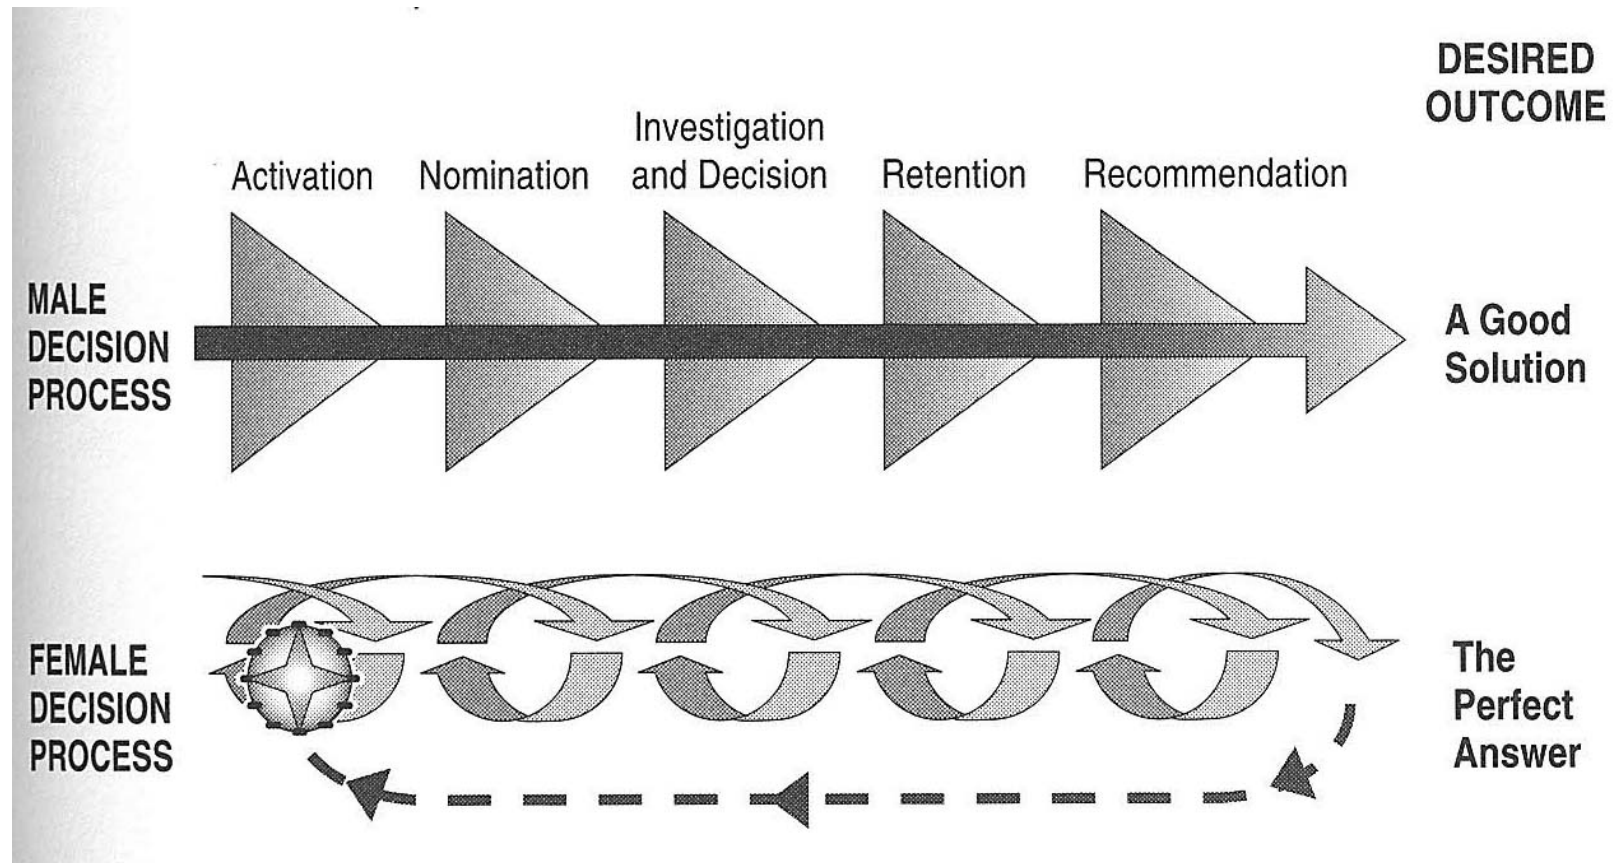 DESIRED
OUTCOME
Investigation
Activation Nomination and Decision Retention Recommendation
MALE
DECISION
PROCESS
A Good
Solution
FEMALE
DECISION
PROCESS
The
Perfect
Answer